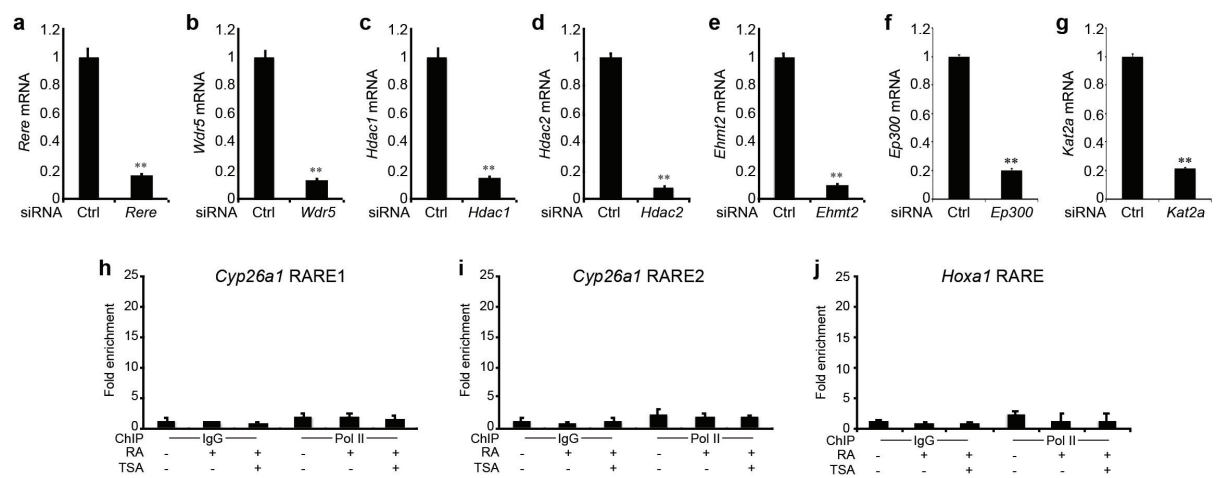 a
1.2
1
0.8
0.6
0.4
0.2
0
Rere mRNA
**
siRNA Ctrl Rere
b
1.2
1
0.8
0.6
0.4
0.2
0
Wdr5 mRNA
**
siRNA Ctrl Wdr5
c
1.2
1
0.8
0.6
0.4
0.2
0
Hdac1 mRNA
**
siRNA Ctrl Hdac1
d
1.2
1
0.8
0.6
0.4
0.2
0
Hdac2 mRNA
**
siRNA Ctrl Hdac2
e
1.2
1
0.8
0.6
0.4
0.2
0
Ehmt2 mRNA
**
siRNA Ctrl Ehmt2
f
1.2
1
0.8
0.6
0.4
0.2
0
Ep300 mRNA
**
siRNA Ctrl Ep300
g
1.2
1
0.8
0.6
0.4
0.2
0
Kat2a mRNA
**
siRNA Ctrl Kat2a
h
Cyp26a1 RARE1
25
20
15
10
5
0
Fold enrichment
ChIP IgG Pol II
RA - + + - + +
TSA - - + - - +
i
Cyp26a1 RARE2
25
20
15
10
5
0
Fold enrichment
ChIP IgG Pol II
RA - + + - + +
TSA - - + - - +
j
Hoxa1 RARE
25
20
15
10
5
0
Fold enrichment
ChIP IgG Pol II
RA - + + - + +
TSA - - + - - +